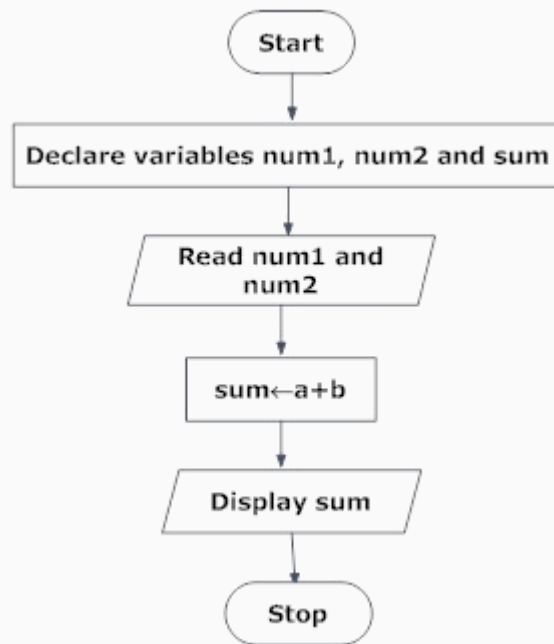 Start
Declare variables num1, num2 and sum
Read num1 and
num2
sum←a+b
Display sum
Stop